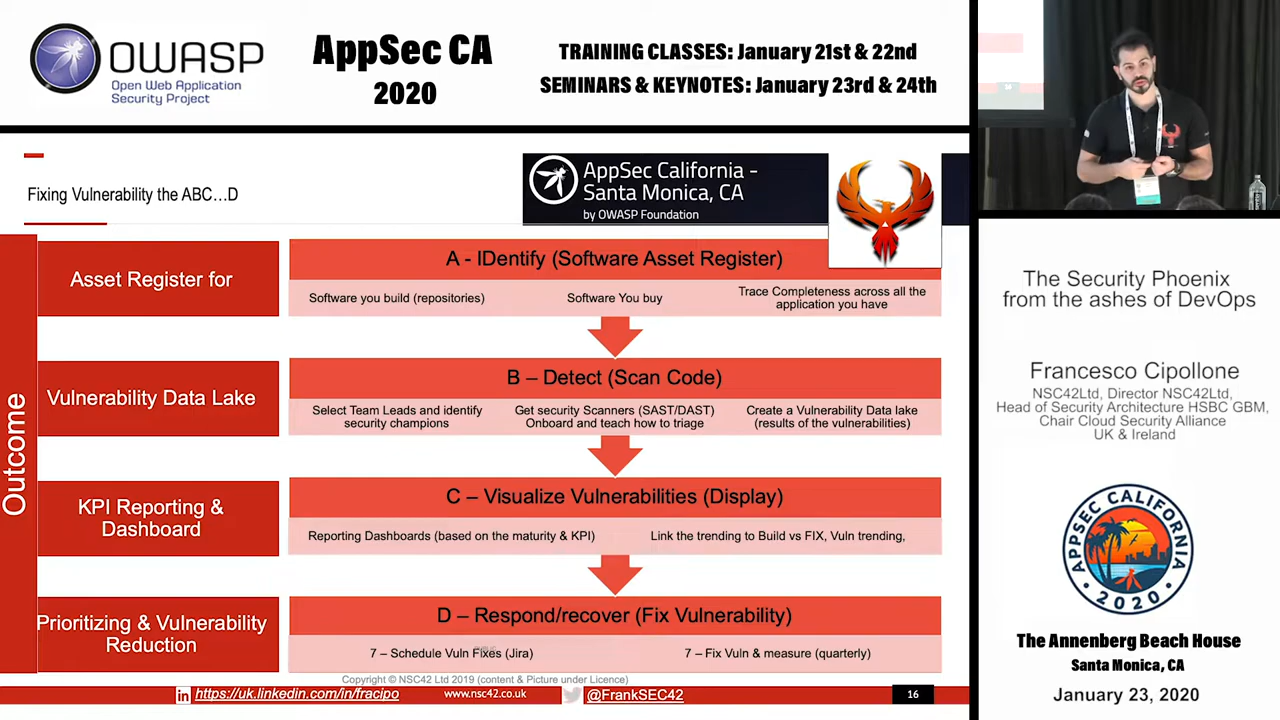 OWASP
Open Web Application
Security Project
AppSec CA
2020
TRAINING CLASSES: January 21st & 22nd
SEMINARS & KEYNOTES: January 23rd & 24th
Fixing Vulnerability the ABC…D
AppSec California -
Santa Monica, CA
by OWASP Foundation
Outcome
Asset Register for
A - IDentify (Software Asset Register)
Software you build (repositories)
Software You buy
Trace Completeness across all the
application you have
Vulnerability Data Lake
B – Detect (Scan Code)
Select Team Leads and identify
security champions
Get security Scanners (SAST/DAST)
Onboard and teach how to triage
Create a Vulnerability Data lake
(results of the vulnerabilities)
KPI Reporting &
Dashboard
C – Visualize Vulnerabilities (Display)
Reporting Dashboards (based on the maturity & KPI)
Link the trending to Build vs FIX, Vuln trending,
Prioritizing & Vulnerability
Reduction
D – Respond/recover (Fix Vulnerability)
7 – Schedule Vuln Fixes (Jira)
7 – Fix Vuln & measure (quarterly)
Copyright © NSC42 Ltd 2019 (content & Picture under Licence)
in https://uk.linkedin.com/in/fracipo
www.nsc42.co.uk
@FrankSEC42
16
The Security Phoenix
from the ashes of DevOps
Francesco Cipollone
NSC42Ltd, Director NSC42Ltd,
Head of Security Architecture HSBC GBM,
Chair Cloud Security Alliance
UK & Ireland
APPSEC CALIFORNIA
2020
The Annenberg Beach House
Santa Monica, CA
January 23, 2020